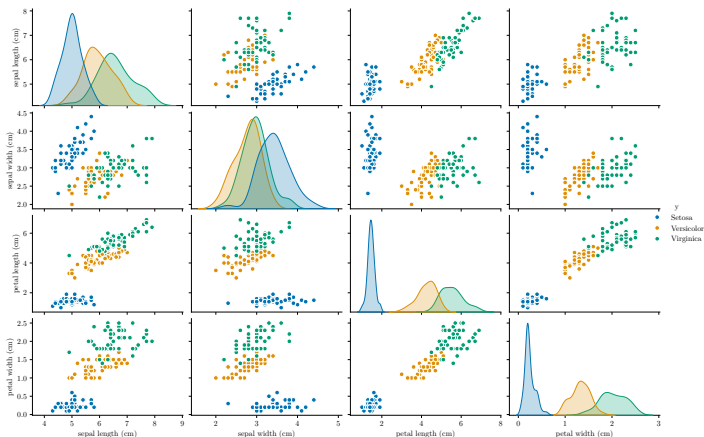 8
7
6
5
sepal length (cm)
4.5
4.0
3.5
3.0
2.5
2.0
sepal width (cm)
6
4
2
petal length (cm)
2.5
2.0
1.5
1.0
0.5
0.0
petal width (cm)
4 5 6 7 8 9
sepal length (cm)
2 3 4 5
sepal width (cm)
2 4 6 8
petal length (cm)
0 1 2 3
petal width (cm)
y
Setosa
Versicolor
Virginica